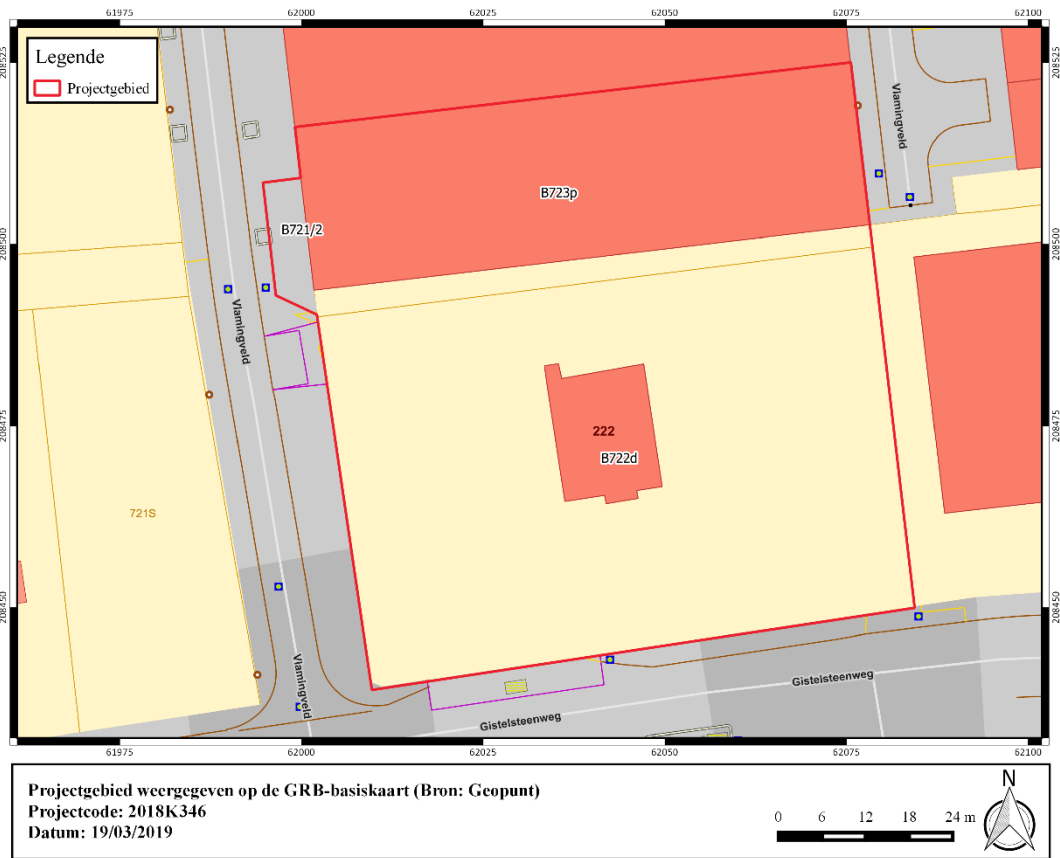 61975 62000 62025 62050 62075 62100
208525 208525
Legende
Projectgebied
Vlamingveld
B723p
B721/2
208500 208500
Vlamingveld
208475 208475
222
B722d
721S
208450 208450
Vlamingveld
Gistelsteenweg
Gistelsteenweg
61975 62000 62025 62050 62075 62100
Projectgebied weergegeven op de GRB-basiskaart (Bron: Geopunt)
Projectcode: 2018K346
Datum: 19/03/2019
N
0 6 12 18 24 m